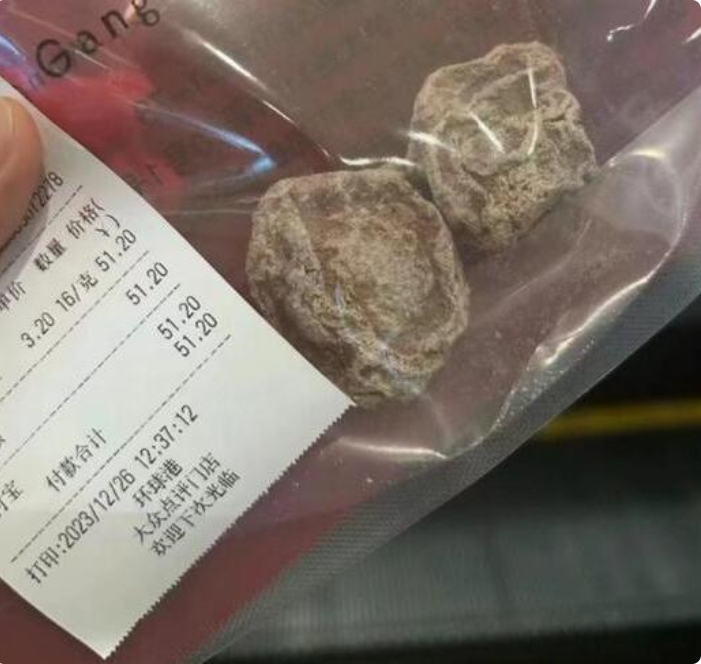 Gang
数量 价格(
￥)
3.20 16/克 51.20
51.20
51.20
51.20
付款合计
打印:2023/12/26 12:37:12
环球港
大众点评门店
欢迎下次光临